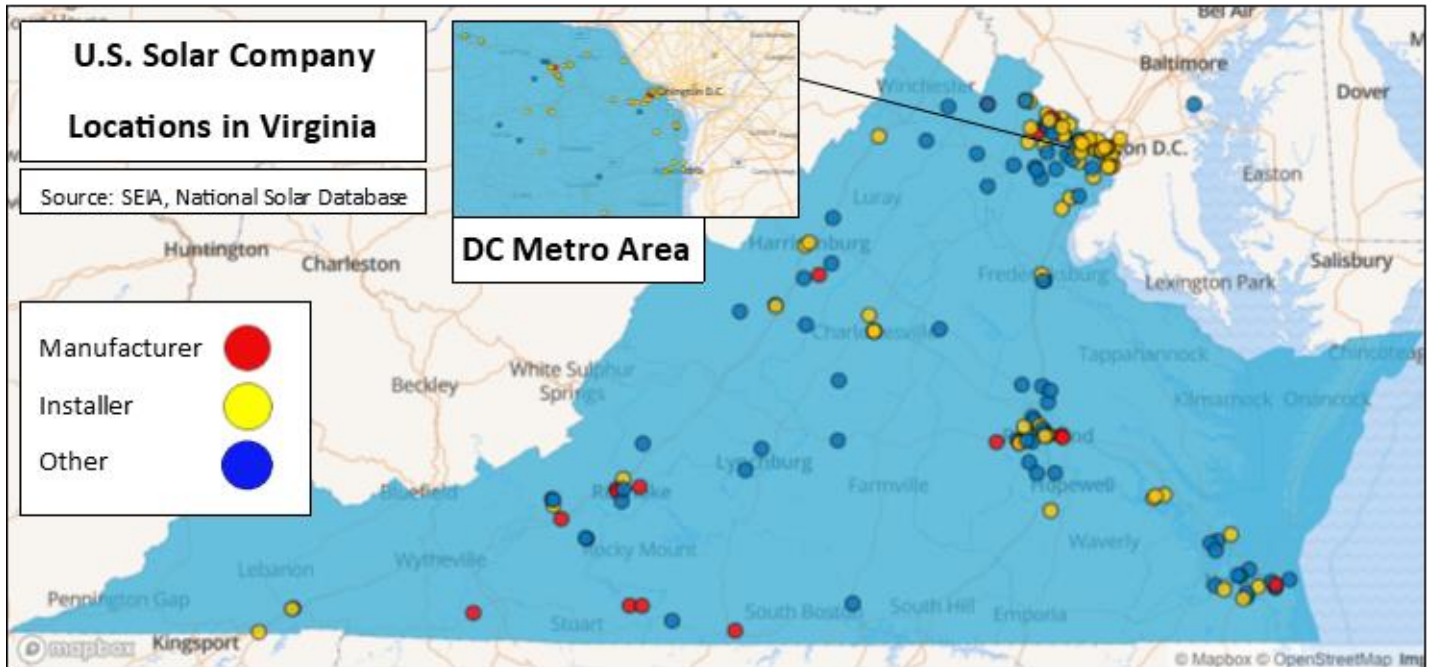 U.S. Solar Company
Locations in Virginia
Source: SEIA, National Solar Database
DC Metro Area
Manufacturer
Installer
Other
Bel Air
Baltimore
Dover
Winchester
D.C.
Easton
Luray
Huntington
Charleston
Salisbury
Lexington Park
Tappahannock
White Sulphur
Springs
Beckley
Kilmarnock
Onancock
Lynchburg
Bluefield
Farmville
Hopewell
Wytheville
Rocky Mount
Waverly
Lebanon
Pennington Gap
Kingsport
Stuart
South Boston
South Hill
Emporia
mapbox
© Mapbox © OpenStreetMap